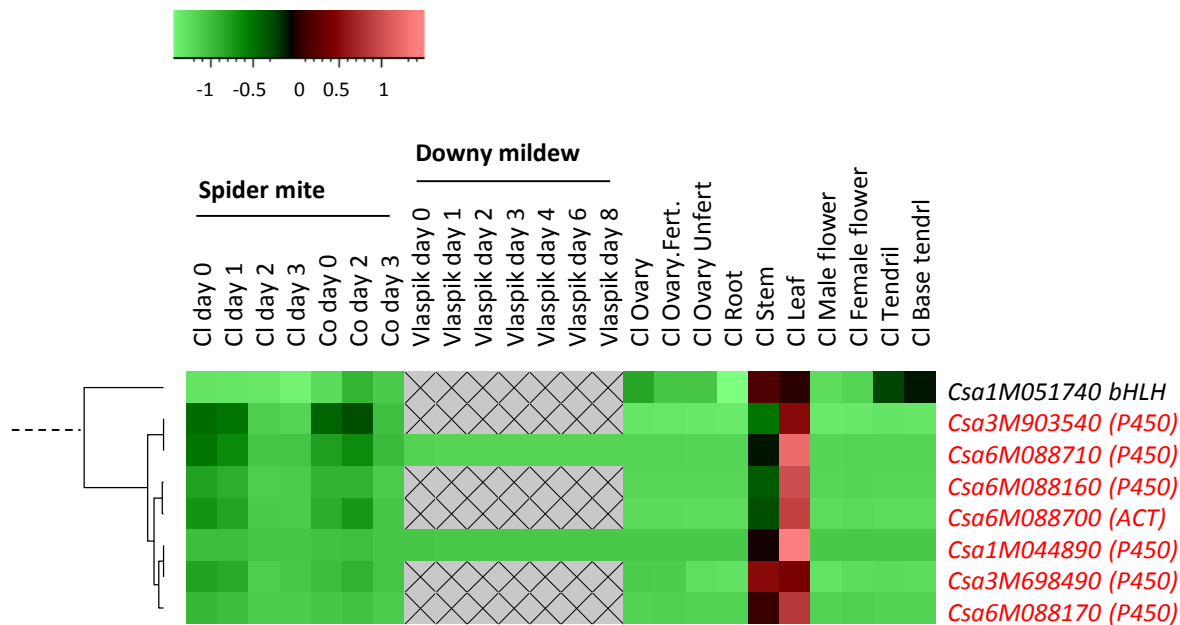 -1 -0.5 0 0.5 1
Downy mildew
Spider mite
Cl day 0
Cl day 1
Cl day 2
Cl day 3
Co day 0
Co day 2
Co day 3
Vlaspik day 0
Vlaspik day 1
Vlaspik day 2
Vlaspik day 3
Vlaspik day 4
Vlaspik day 6
Vlaspik day 8
Cl Ovary
Cl Ovary.Fert.
Cl Ovary Unfert
Cl Root
Cl Stem
Cl Leaf
Cl Male flower
Cl Female flower
Cl Tendril
Cl Base tendrl
Csa1M051740 bHLH
Csa3M903540 (P450)
Csa6M088710 (P450)
Csa6M088160 (P450)
Csa6M088700 (ACT)
Csa1M044890 (P450)
Csa3M698490 (P450)
Csa6M088170 (P450)